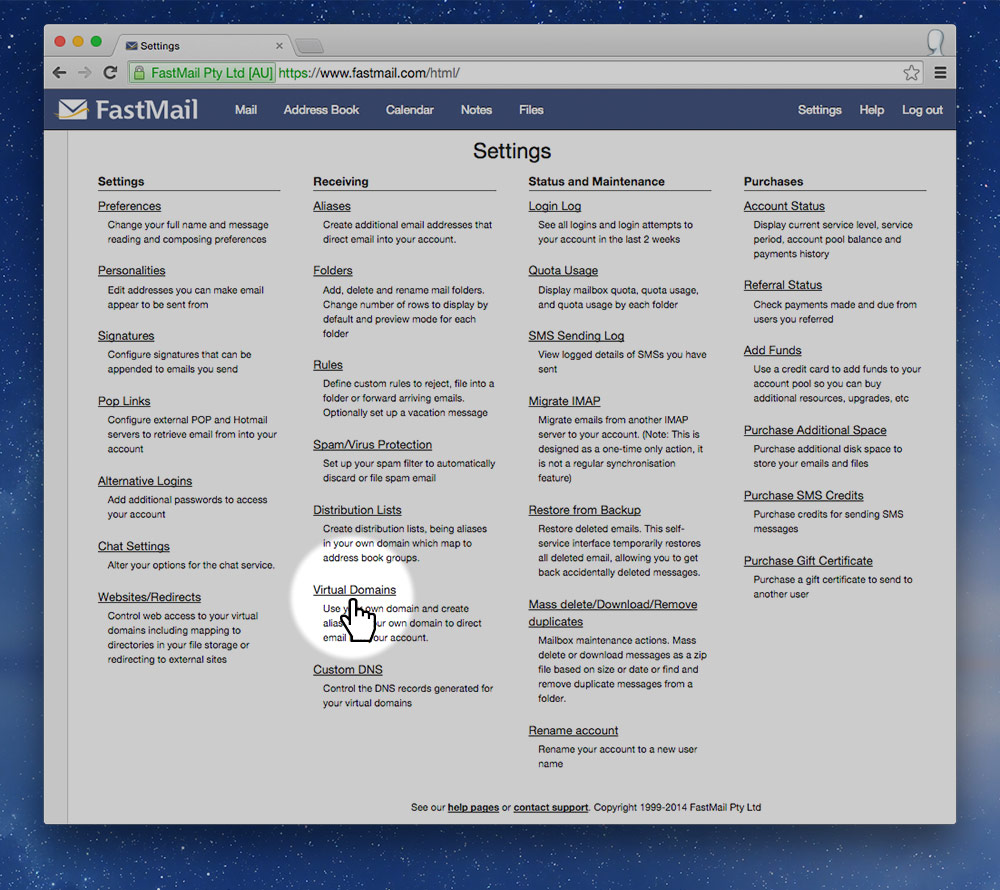 Settings
FastMail Pty Ltd [AU] https://www.fastmail.com/html/
FastMail Mail Address Book Calendar Notes Files Settings Help Log out
Settings
Settings
Preferences
Change your full name and message
reading and composing preferences
Personalities
Edit addresses you can make email
appear to be sent from
Signatures
Configure signatures that can be
appended to emails you send
Pop Links
Configure external POP and Hotmail
servers to retrieve email from into your
account
Alternative Logins
Add additional passwords to access
your account
Chat Settings
Alter your options for the chat service.
Websites/Redirects
Control web access to your virtual
domains including mapping to
directories in your file storage or
redirecting to external sites
Receiving
Aliases
Create additional email addresses that
direct email into your account.
Folders
Add, delete and rename mail folders.
Change number of rows to display by
default and preview mode for each
folder
Rules
Define custom rules to reject, file into a
folder or forward arriving emails.
Optionally set up a vacation message
Spam/Virus Protection
Set up your spam filter to automatically
discard or file spam email
Distribution Lists
Create distribution lists, being aliases
in your own domain which map to
address book groups.
Virtual Domains
Use your own domain and create
own domain to direct
email your account.
Custom DNS
Control the DNS records generated for
your virtual domains
Status and Maintenance
Login Log
See all logins and login attempts to
your account in the last 2 weeks
Quota Usage
Display mailbox quota, quota usage,
and quota usage by each folder
SMS Sending Log
View logged details of SMSs you have
sent
Migrate IMAP
Migrate emails from another IMAP
server to your account. (Note: This is
designed as a one-time only action, it
is not a regular synchronisation
feature)
Restore from Backup
Restore deleted emails. This self-
service interface temporarily restores
all deleted email, allowing you to get
back accidentally deleted messages.
Mass delete/Download/Remove
duplicates
Mailbox maintenance actions. Mass
delete or download messages as a zip
file based on size or date or find and
remove duplicate messages from a
folder.
Rename account
Rename your account to a new user
name
Purchases
Account Status
Display current service level, service
period, account pool balance and
payments history
Referral Status
Check payments made and due from
users you referred
Add Funds
Use a credit card to add funds to your
account pool so you can buy
additional resources, upgrades, etc
Purchase Additional Space
Purchase additional disk space to
store your emails and files
Purchase SMS Credits
Purchase credits for sending SMS
messages
Purchase Gift Certificate
Purchase a gift certificate to send to
another user
See our help pages or contact support. Copyright 1999-2014 FastMail Pty Ltd